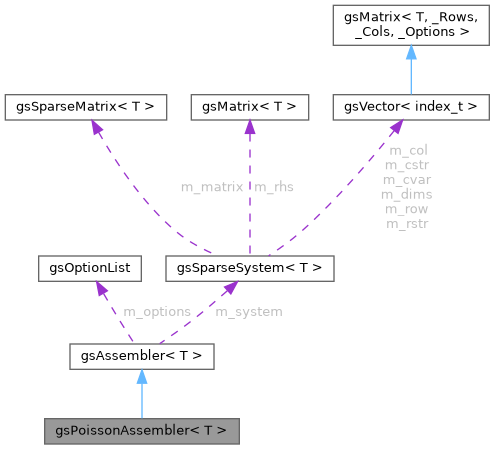 gsMatrix< T, _Rows,
_Cols, _Options >
gsSparseMatrix< T >
gsMatrix< T >
gsVector< index_t >
m_matrix
m_rhs
m_col
m_cstr
m_cvar
m_dims
m_row
m_rstr
gsOptionList
gsSparseSystem< T >
m_options
m_system
gsAssembler< T >
gsPoissonAssembler< T >